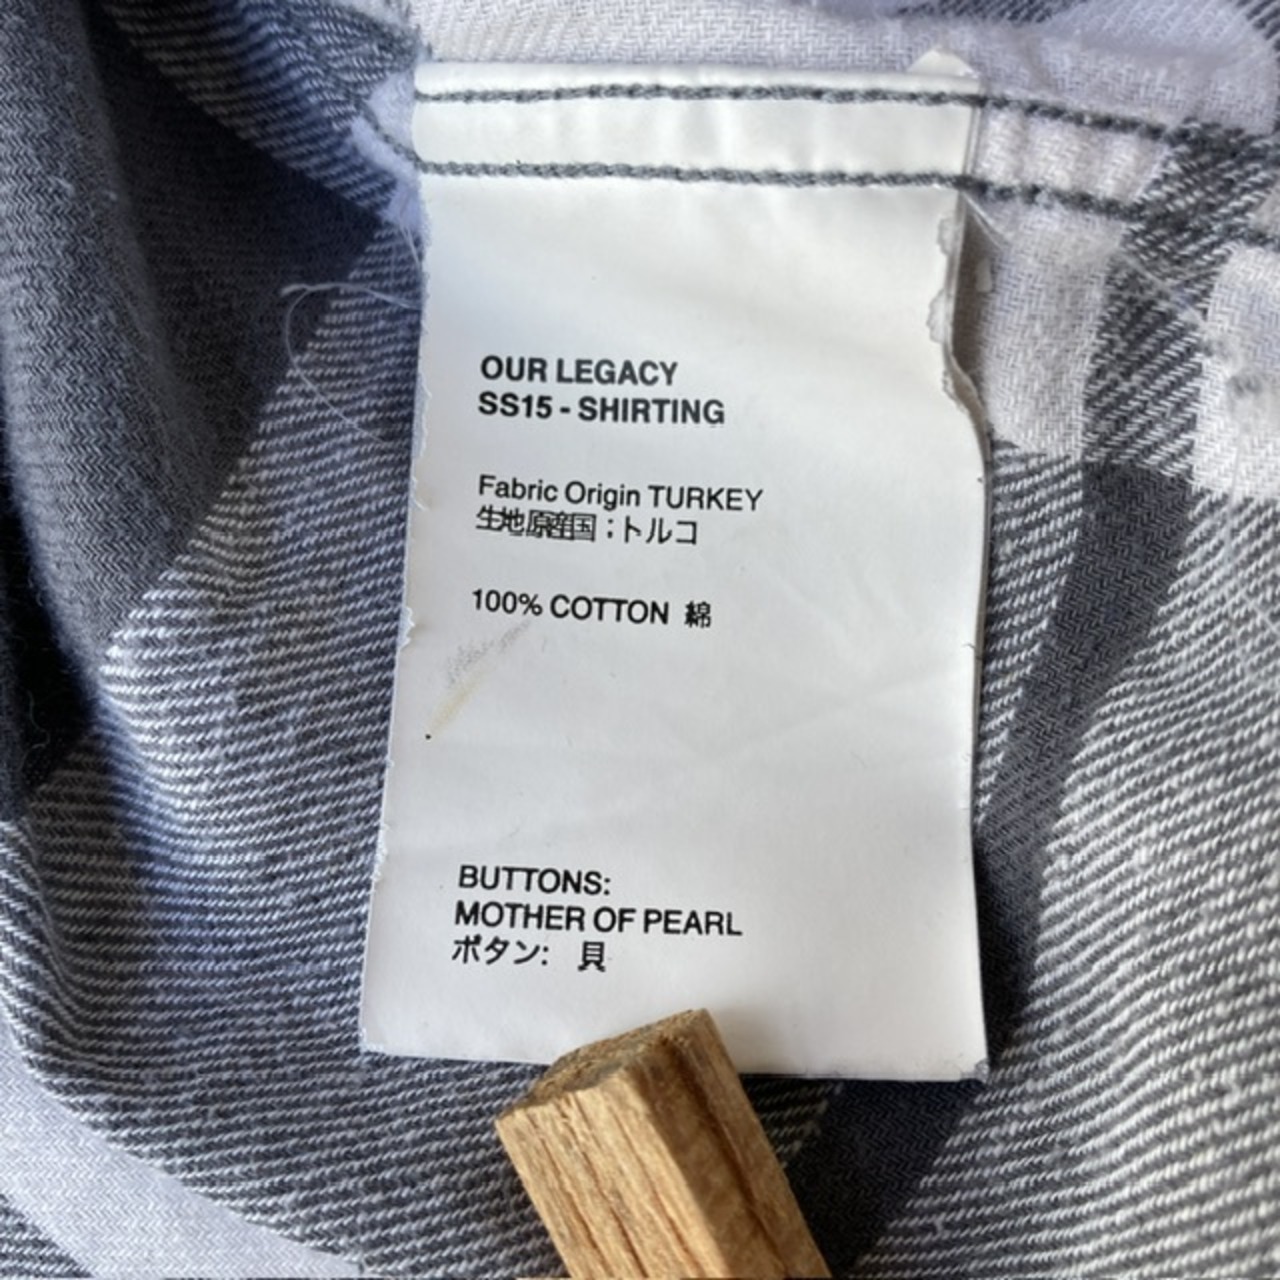 OUR LEGACY
SS15 - SHIRTING
Fabric Origin TURKEY
生地原産国：トルコ
100% COTTON 綿
BUTTONS:
MOTHER OF PEARL
ボタン: 貝